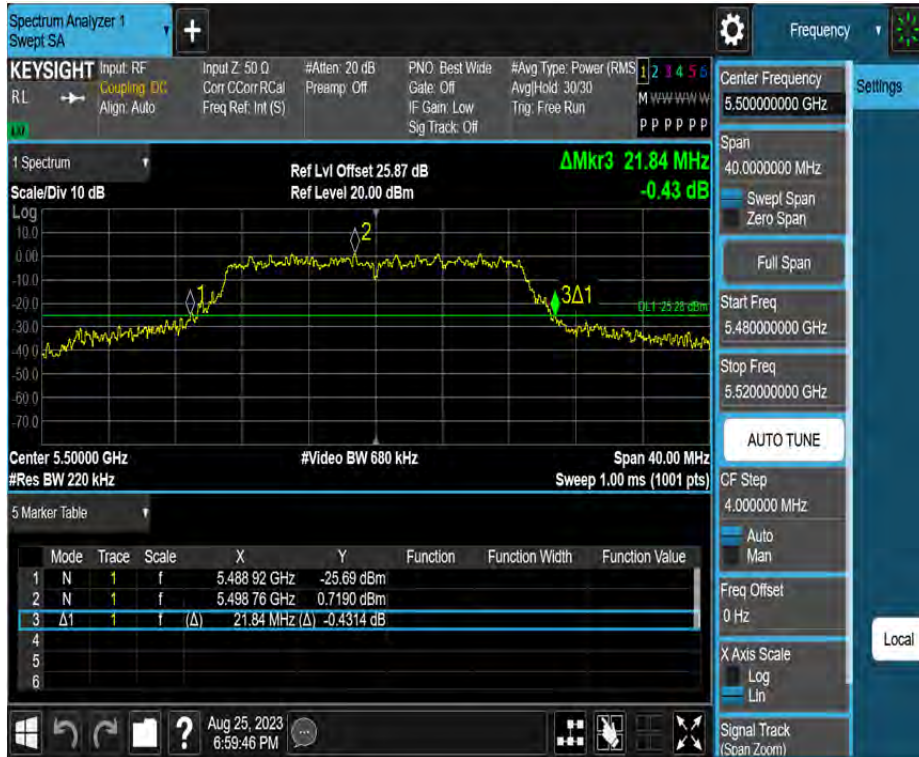 Spectrum Analyzer 1
Swept SA
+
Frequency
KEYSIGHT
RL
LXI
Input: RF
Coupling: DC
Align: Auto
Input Z: 50 Ω
Corr CCorr RCal
Freq Ref: Int (S)
#Atten: 20 dB
Preamp: Off
PNO: Best Wide
Gate: Off
IF Gain: Low
Sig Track: Off
#Avg Type: Power (RMS
Avg|Hold: 30/30
Trig: Free Run
1 2 3 4 5 6
M W W W W W
P P P P P P
1 Spectrum
Scale/Div 10 dB
Ref Lvl Offset 25.87 dB
Ref Level 20.00 dBm
ΔMkr3 21.84 MHz
-0.43 dB
Log
10.0
0.00
-10.0
-20.0
-30.0
-40.0
-50.0
-60.0
-70.0
1
2
3Δ1
DL1 -25.28 dBm
Center 5.50000 GHz
#Res BW 220 kHz
#Video BW 680 kHz
Span 40.00 MHz
Sweep 1.00 ms (1001 pts)
5 Marker Table
Mode Trace Scale X Y Function Function Width Function Value
1 N 1 f 5.488 92 GHz -25.69 dBm
2 N 1 f 5.498 76 GHz 0.7190 dBm
3 Δ1 1 f (Δ) 21.84 MHz (Δ) -0.4314 dB
4
5
6
?
Aug 25, 2023
6:59:46 PM
Center Frequency
5.500000000 GHz
Span
40.0000000 MHz
Swept Span
Zero Span
Full Span
Start Freq
5.480000000 GHz
Stop Freq
5.520000000 GHz
AUTO TUNE
CF Step
4.000000 MHz
Auto
Man
Freq Offset
0 Hz
X Axis Scale
Log
Lin
Signal Track
(Span Zoom)
Settings
Local